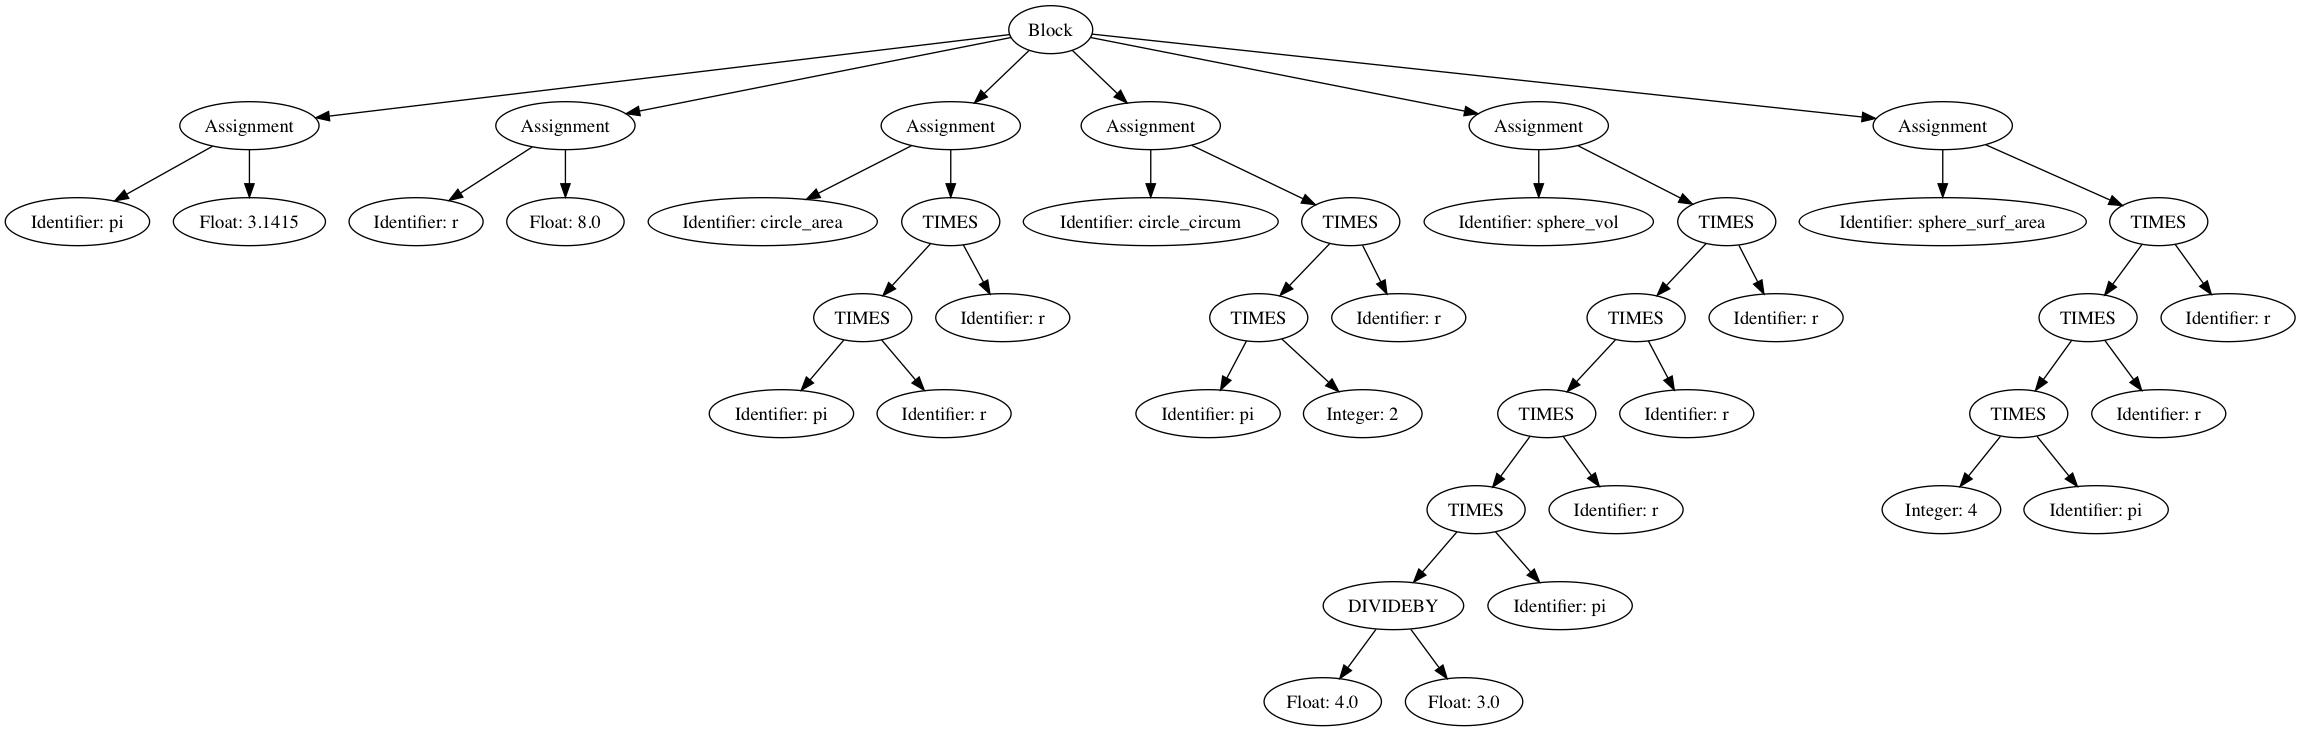 Block
Assignment
Assignment
Assignment
Assignment
Assignment
Assignment
Identifier: pi
Float: 3.1415
Identifier: r
Float: 8.0
Identifier: circle_area
TIMES
Identifier: circle_circum
TIMES
Identifier: sphere_vol
TIMES
Identifier: sphere_surf_area
TIMES
TIMES
Identifier: r
TIMES
Identifier: r
TIMES
Identifier: r
TIMES
Identifier: r
Identifier: pi
Identifier: r
Identifier: pi
Integer: 2
TIMES
Identifier: r
TIMES
Identifier: r
TIMES
Identifier: r
Integer: 4
Identifier: pi
DIVIDEBY
Identifier: pi
Float: 4.0
Float: 3.0